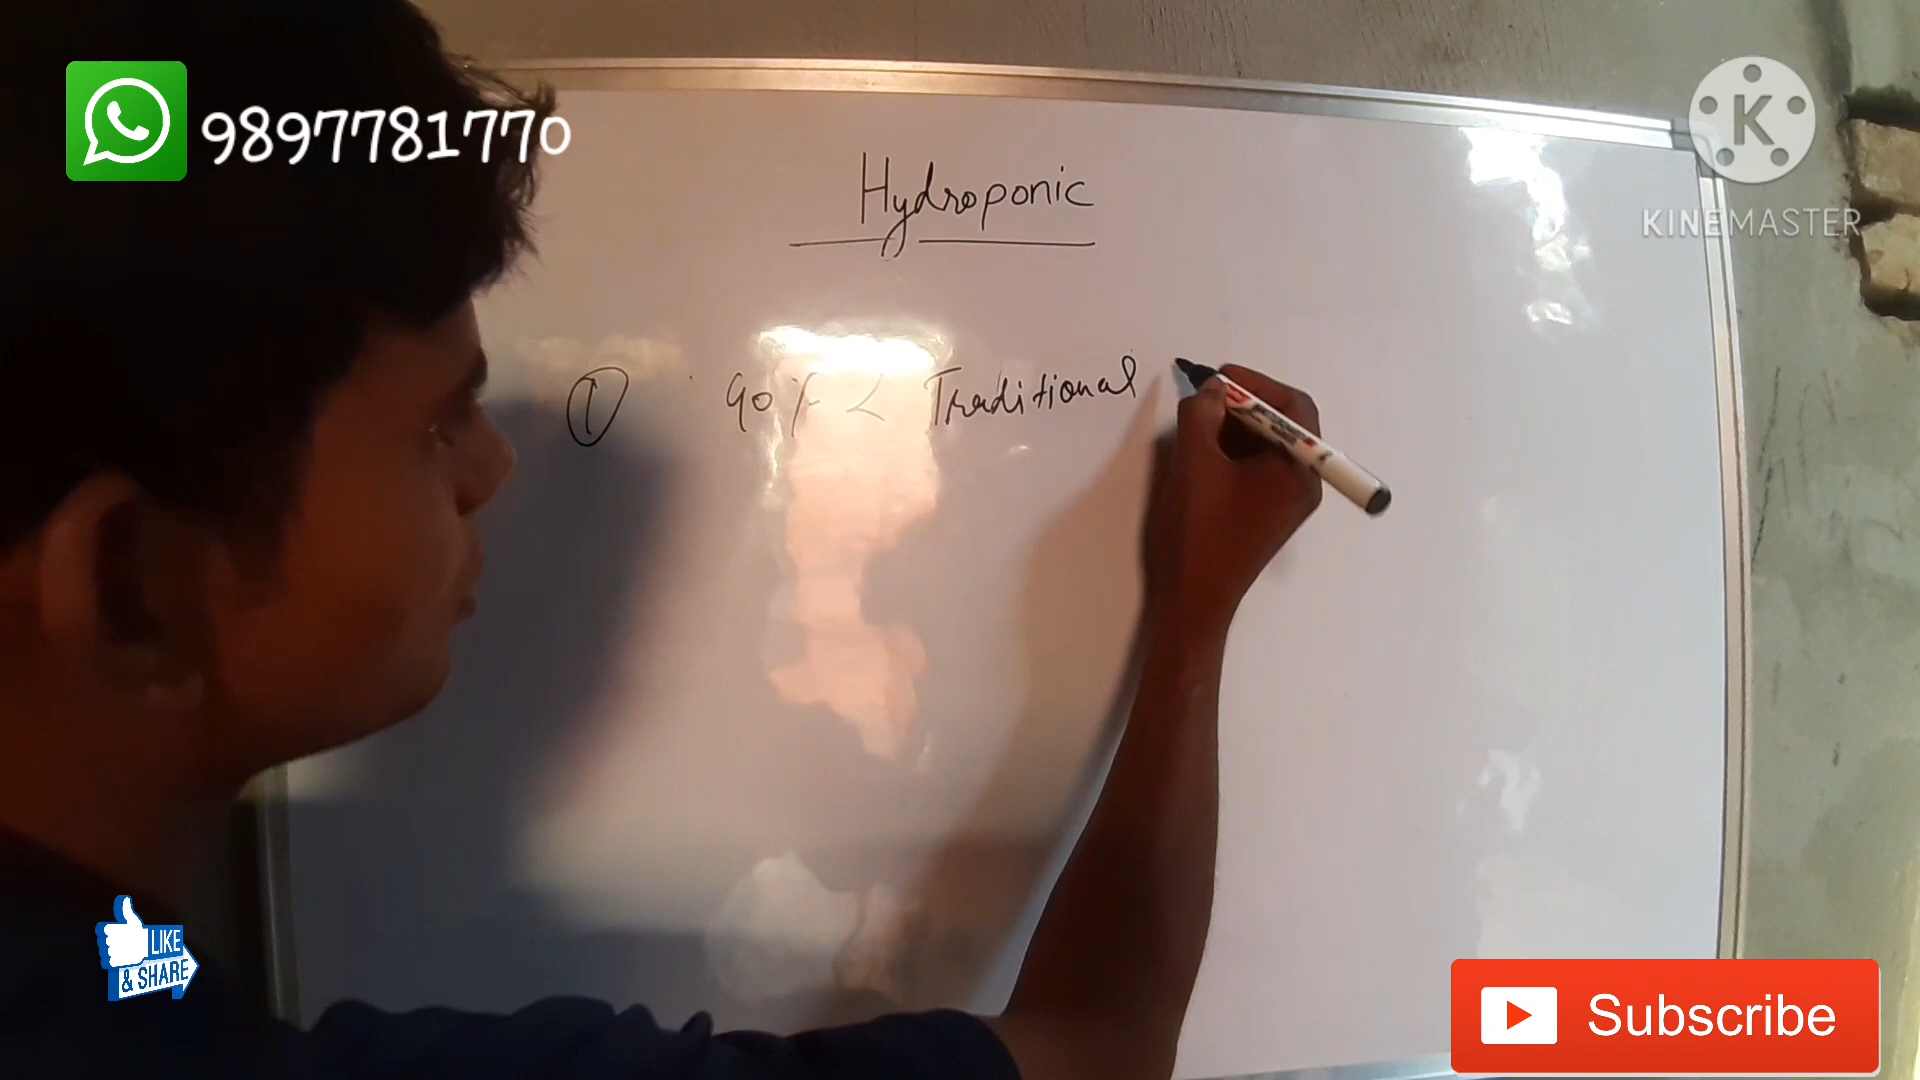 9897781770
K
KINEMASTER
Hydroponic
1 90% < Traditional
LIKE
& SHARE
Subscribe